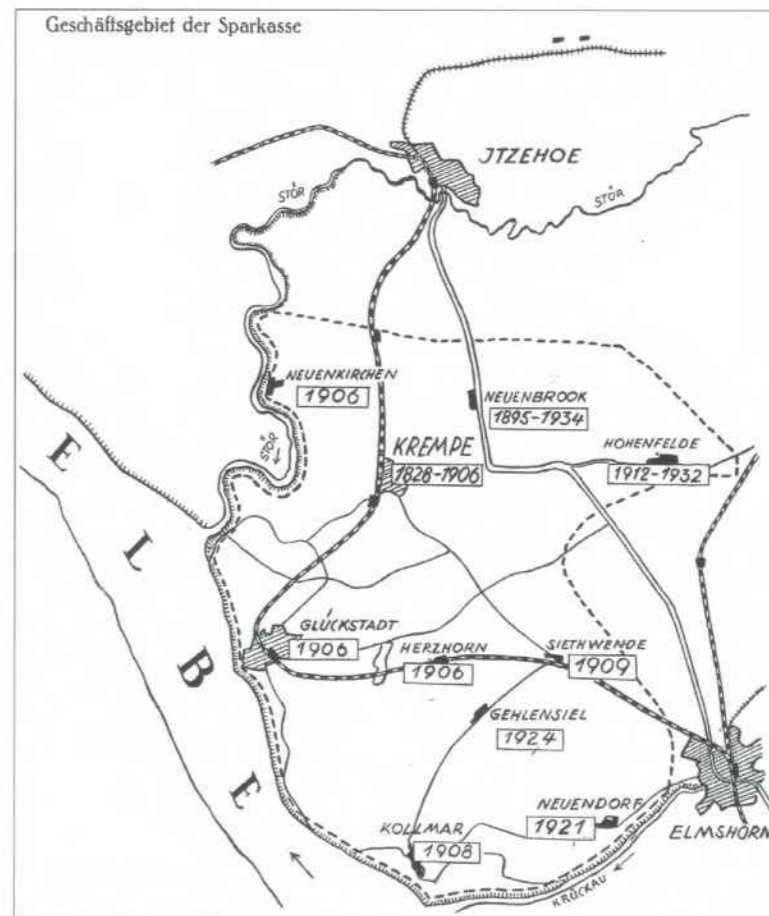 Geschäftsgebiet der Sparkasse
JTZEHOE
STÖR
STÖR
NEUENKIRCHEN
1906
NEUENBROOK
1895-1934
STÖR
KREMPE
1828-1906
HOHENFELDE
1912-1932
E
L
B
E
GLÜCKSTADT
1906
HERZHORN
1906
SIETHWENDE
1909
GEHLENSIEL
1924
NEUENDORF
1921
KOLLMAR
1908
ELMSHORN
KRÜCKAU